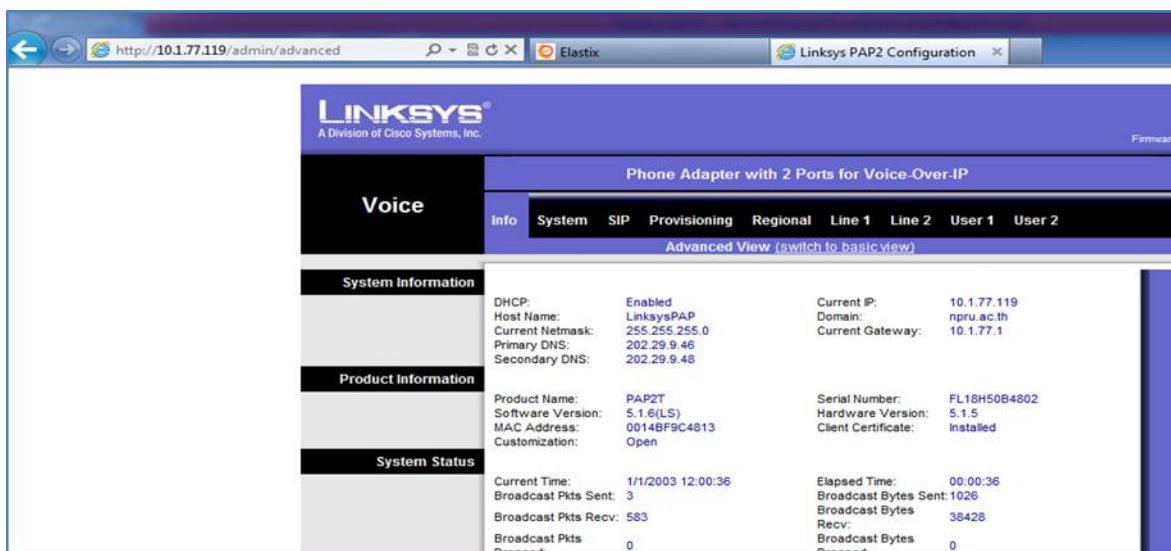 http://10.1.77.119/admin/advanced
Elastix
Linksys PAP2 Configuration
LINKSYS®
A Division of Cisco Systems, Inc.
Phone Adapter with 2 Ports for Voice-Over-IP
Voice
Info System SIP Provisioning Regional Line 1 Line 2 User 1 User 2
Advanced View (switch to basic view)
System Information
DHCP: Enabled Current IP: 10.1.77.119
Host Name: LinksysPAP Domain: npru.ac.th
Current Netmask: 255.255.255.0 Current Gateway: 10.1.77.1
Primary DNS: 202.29.9.46
Secondary DNS: 202.29.9.48
Product Information
Product Name: PAP2T Serial Number: FL18H50B4802
Software Version: 5.1.6(LS) Hardware Version: 5.1.5
MAC Address: 0014BF9C4813 Client Certificate: Installed
Customization: Open
System Status
Current Time: 1/1/2003 12:00:36 Elapsed Time: 00:00:36
Broadcast Pkts Sent: 3 Broadcast Bytes Sent: 1026
Broadcast Pkts Recv: 583 Broadcast Bytes Recv: 38428
Broadcast Pkts 0 Broadcast Bytes 0